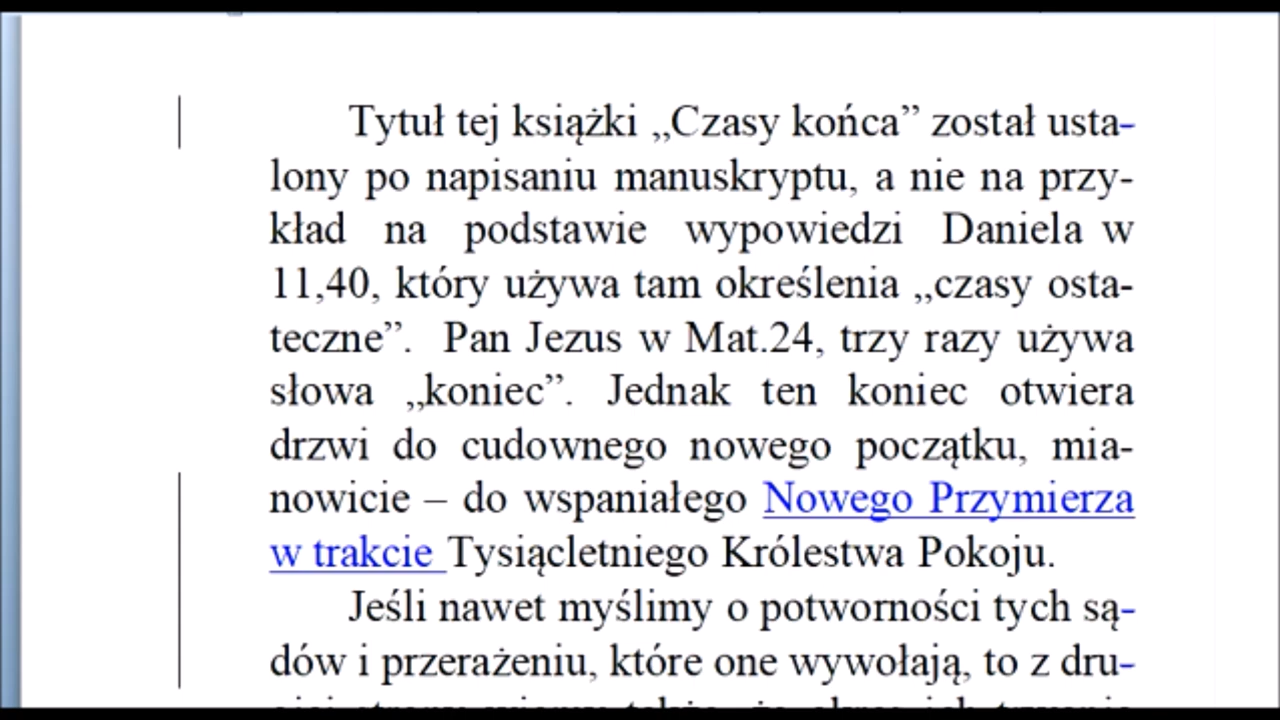 Tytuł tej książki „Czasy końca” został usta-
lony po napisaniu manuskryptu, a nie na przy-
kład na podstawie wypowiedzi Daniela w
11,40, który używa tam określenia „czasy osta-
teczne”. Pan Jezus w Mat.24, trzy razy używa
słowa „koniec”. Jednak ten koniec otwiera
drzwi do cudownego nowego początku, mia-
nowicie – do wspaniałego Nowego Przymierza
w trakcie Tysiącletniego Królestwa Pokoju.
Jeśli nawet myślimy o potworności tych są-
dów i przerażeniu, które one wywołają, to z dru-